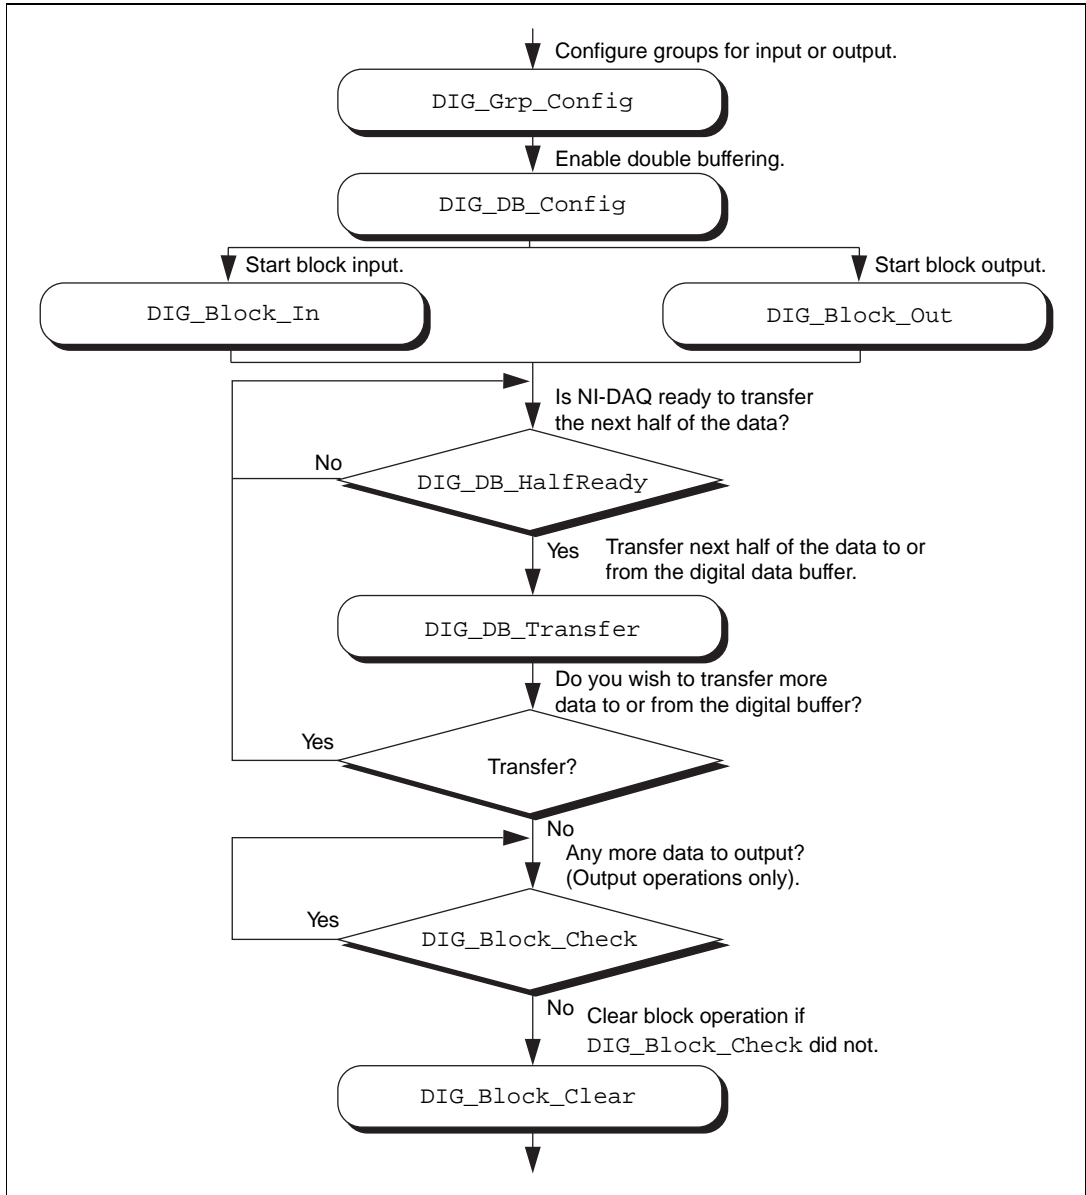 Configure groups for input or output.
DIG_Grp_Config
Enable double buffering.
DIG_DB_Config
Start block input.
Start block output.
DIG_Block_In
DIG_Block_Out
Is NI-DAQ ready to transfer
the next half of the data?
No
DIG_DB_HalfReady
Yes
Transfer next half of the data to or
from the digital data buffer.
DIG_DB_Transfer
Do you wish to transfer more
data to or from the digital buffer?
Yes
Transfer?
No
Any more data to output?
(Output operations only).
Yes
DIG_Block_Check
No
Clear block operation if
DIG_Block_Check did not.
DIG_Block_Clear